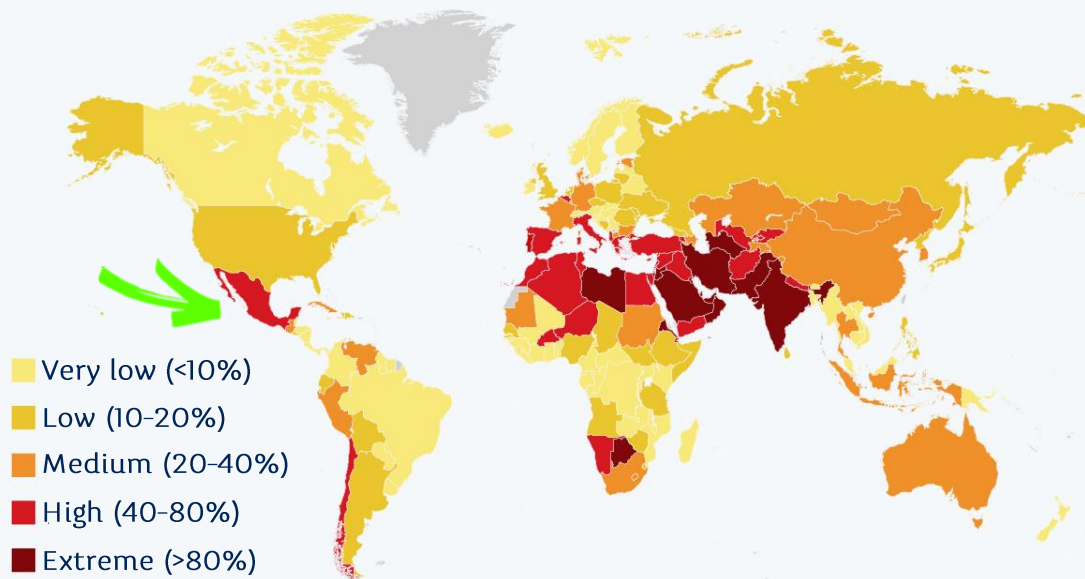 Very low (<10%)
Low (10-20%)
Medium (20-40%)
High (40-80%)
Extreme (>80%)